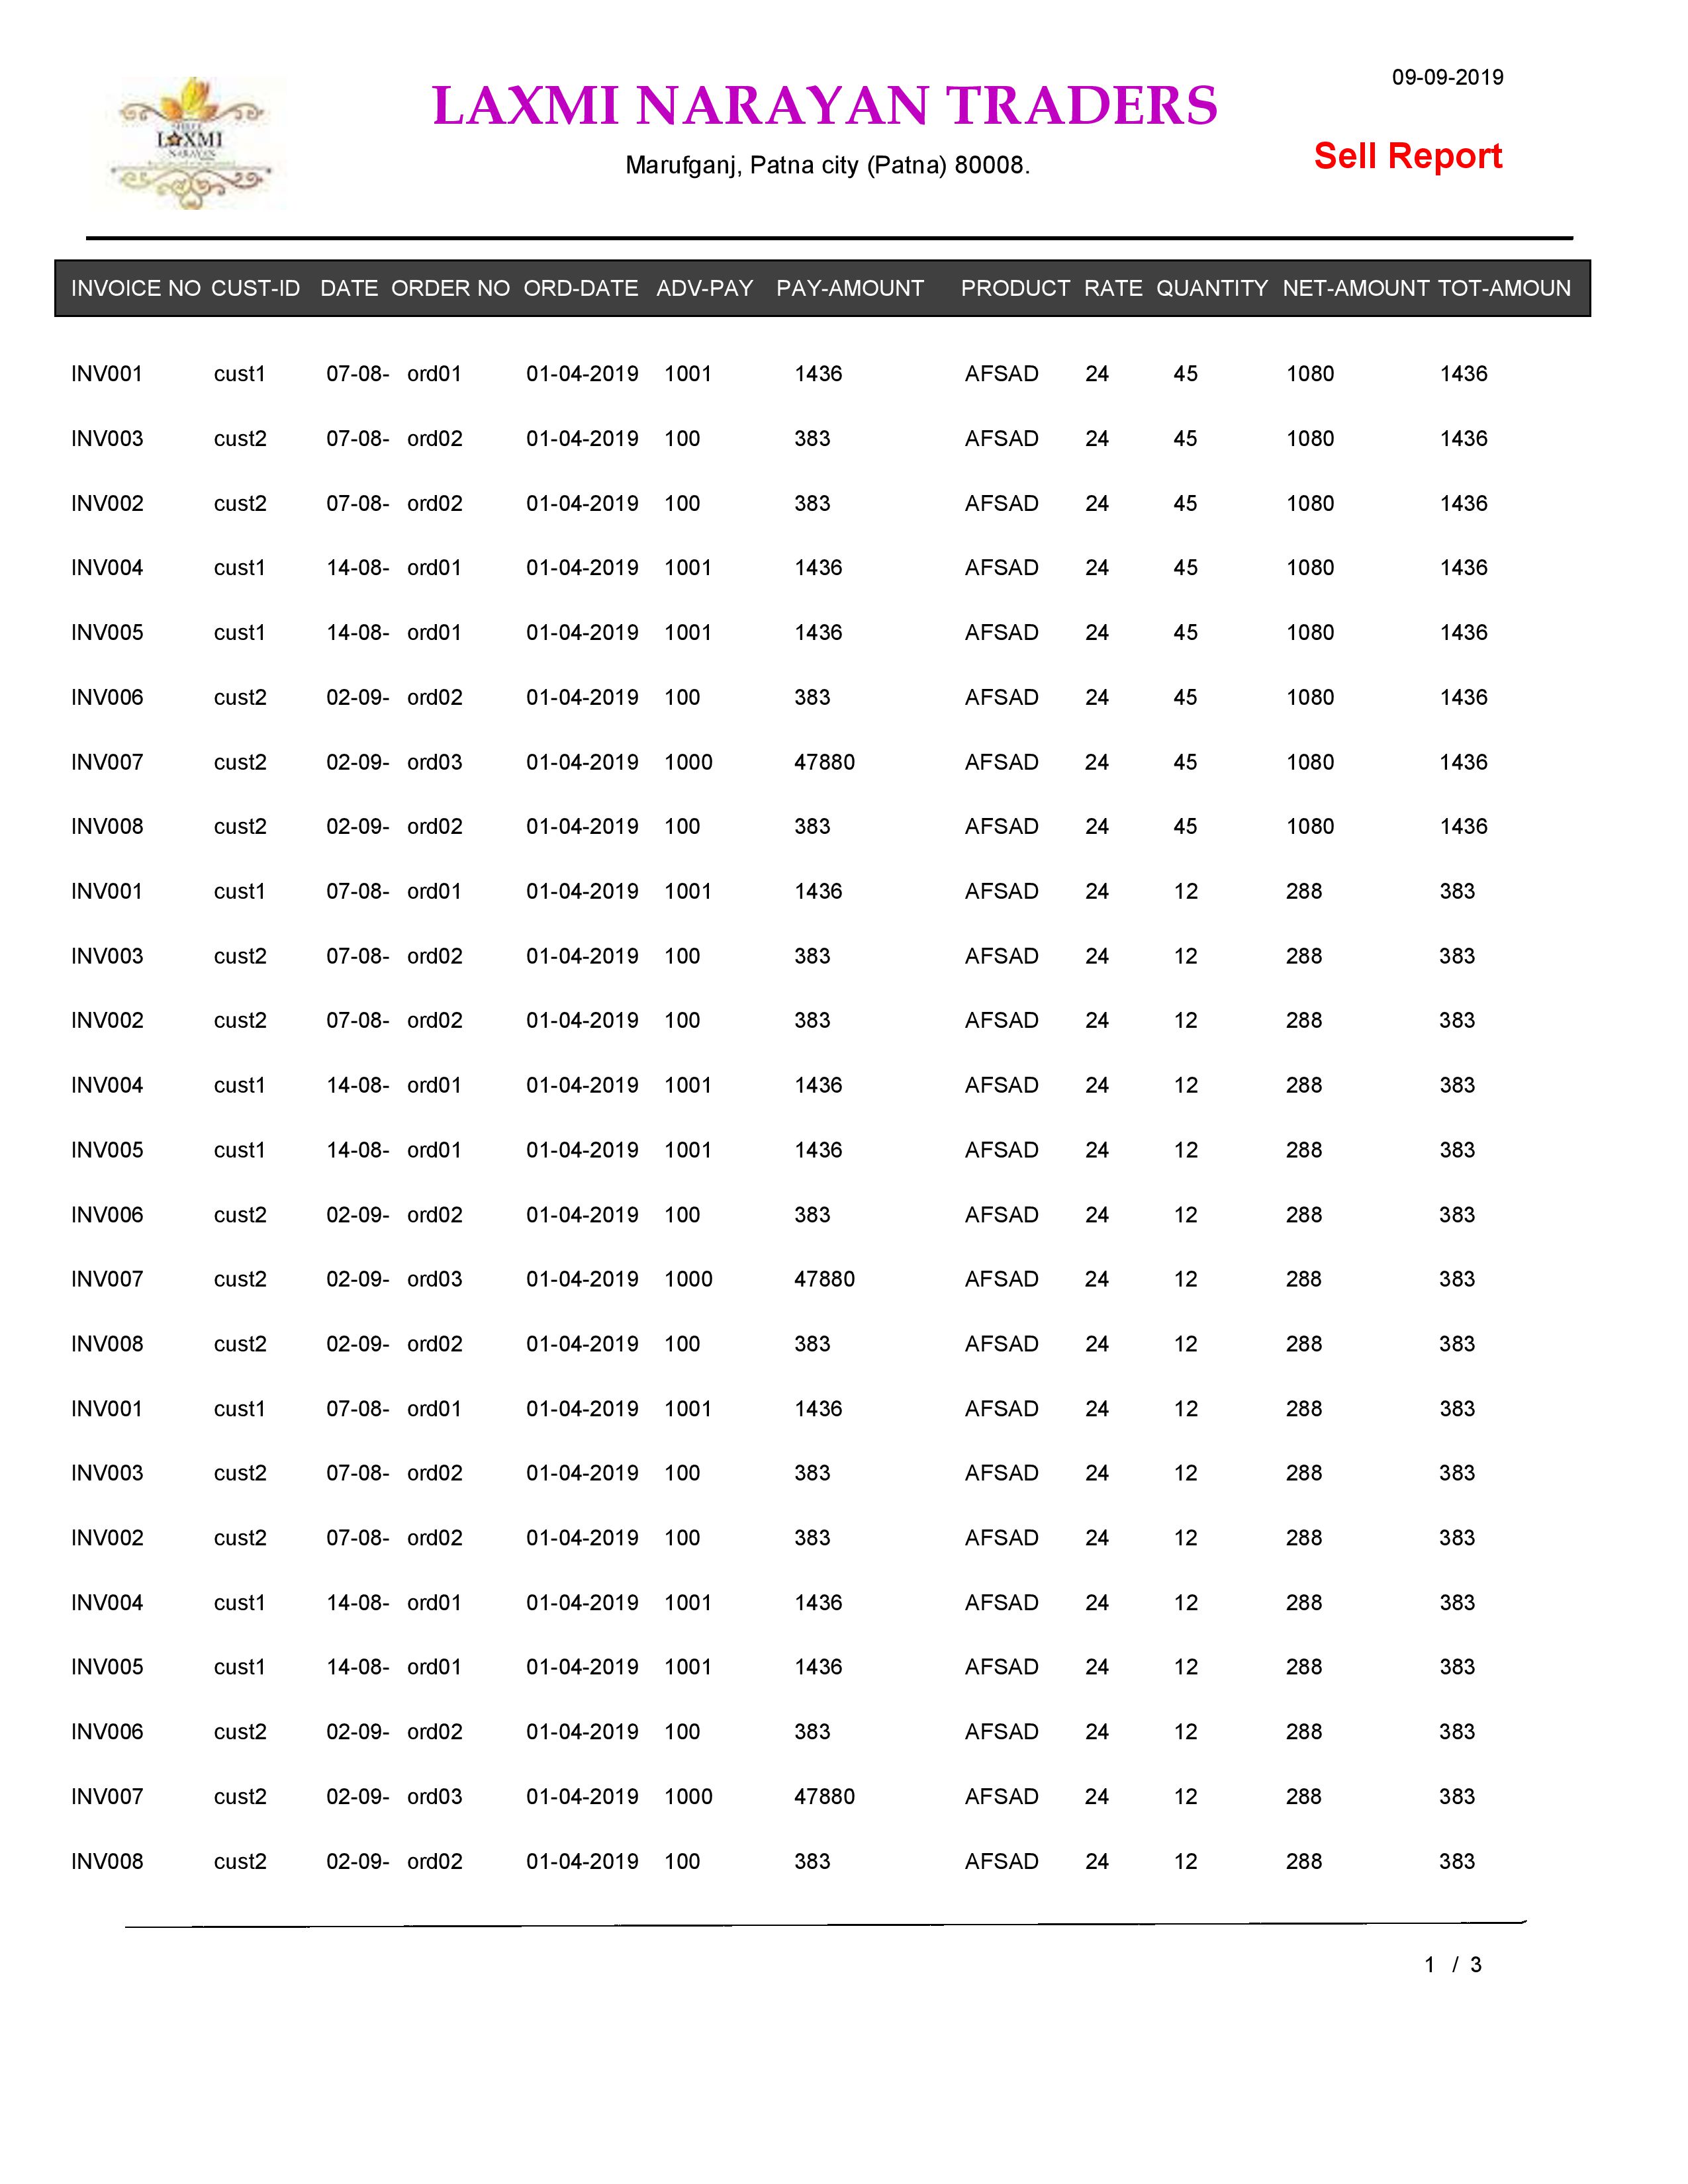 09-09-2019
LAXMI NARAYAN TRADERS
LAXMI
NARAYAN
Sell Report
Marufganj, Patna city (Patna) 80008.
INVOICE NO CUST-ID DATE ORDER NO ORD-DATE ADV-PAY PAY-AMOUNT PRODUCT RATE QUANTITY NET-AMOUNT TOT-AMOUN
INV001 cust1 07-08- ord01 01-04-2019 1001 1436 AFSAD 24 45 1080 1436
INV003 cust2 07-08- ord02 01-04-2019 100 383 AFSAD 24 45 1080 1436
INV002 cust2 07-08- ord02 01-04-2019 100 383 AFSAD 24 45 1080 1436
INV004 cust1 14-08- ord01 01-04-2019 1001 1436 AFSAD 24 45 1080 1436
INV005 cust1 14-08- ord01 01-04-2019 1001 1436 AFSAD 24 45 1080 1436
INV006 cust2 02-09- ord02 01-04-2019 100 383 AFSAD 24 45 1080 1436
INV007 cust2 02-09- ord03 01-04-2019 1000 47880 AFSAD 24 45 1080 1436
INV008 cust2 02-09- ord02 01-04-2019 100 383 AFSAD 24 45 1080 1436
INV001 cust1 07-08- ord01 01-04-2019 1001 1436 AFSAD 24 12 288 383
INV003 cust2 07-08- ord02 01-04-2019 100 383 AFSAD 24 12 288 383
INV002 cust2 07-08- ord02 01-04-2019 100 383 AFSAD 24 12 288 383
INV004 cust1 14-08- ord01 01-04-2019 1001 1436 AFSAD 24 12 288 383
INV005 cust1 14-08- ord01 01-04-2019 1001 1436 AFSAD 24 12 288 383
INV006 cust2 02-09- ord02 01-04-2019 100 383 AFSAD 24 12 288 383
INV007 cust2 02-09- ord03 01-04-2019 1000 47880 AFSAD 24 12 288 383
INV008 cust2 02-09- ord02 01-04-2019 100 383 AFSAD 24 12 288 383
INV001 cust1 07-08- ord01 01-04-2019 1001 1436 AFSAD 24 12 288 383
INV003 cust2 07-08- ord02 01-04-2019 100 383 AFSAD 24 12 288 383
INV002 cust2 07-08- ord02 01-04-2019 100 383 AFSAD 24 12 288 383
INV004 cust1 14-08- ord01 01-04-2019 1001 1436 AFSAD 24 12 288 383
INV005 cust1 14-08- ord01 01-04-2019 1001 1436 AFSAD 24 12 288 383
INV006 cust2 02-09- ord02 01-04-2019 100 383 AFSAD 24 12 288 383
INV007 cust2 02-09- ord03 01-04-2019 1000 47880 AFSAD 24 12 288 383
INV008 cust2 02-09- ord02 01-04-2019 100 383 AFSAD 24 12 288 383
1 / 3